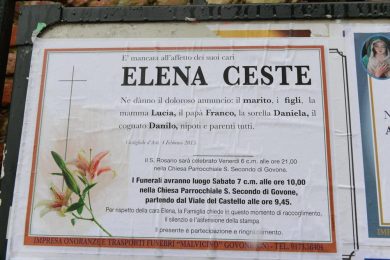 E' mancata all'affetto dei suoi cari
ELENA CESTE
Ne danno il doloroso annuncio: il marito, i figli, la
mamma Lucia, il papà Franco, la sorella Daniela, il
cognato Danilo, nipoti e parenti tutti.
Costigliole d'Asti, 4 Febbraio 2015
Il S. Rosario sarà celebrato Venerdì 6 c.m. alle ore 21,00
nella Chiesa Parrocchiale S. Secondo di Govone.
I Funerali avranno luogo Sabato 7 c.m. alle ore 10,00
nella Chiesa Parrocchiale S. Secondo di Govone,
partendo dal Viale del Castello alle ore 9,45.
Per rispetto della cara Elena, la Famiglia chiede in questo momento di raccoglimento,
il silenzio e l'astensione della stampa.
Il presente è partecipazione e ringraziamento.
IMPRESA ONORANZE E TRASPORTI FUNEBRI "MALVICINO" GOVONE